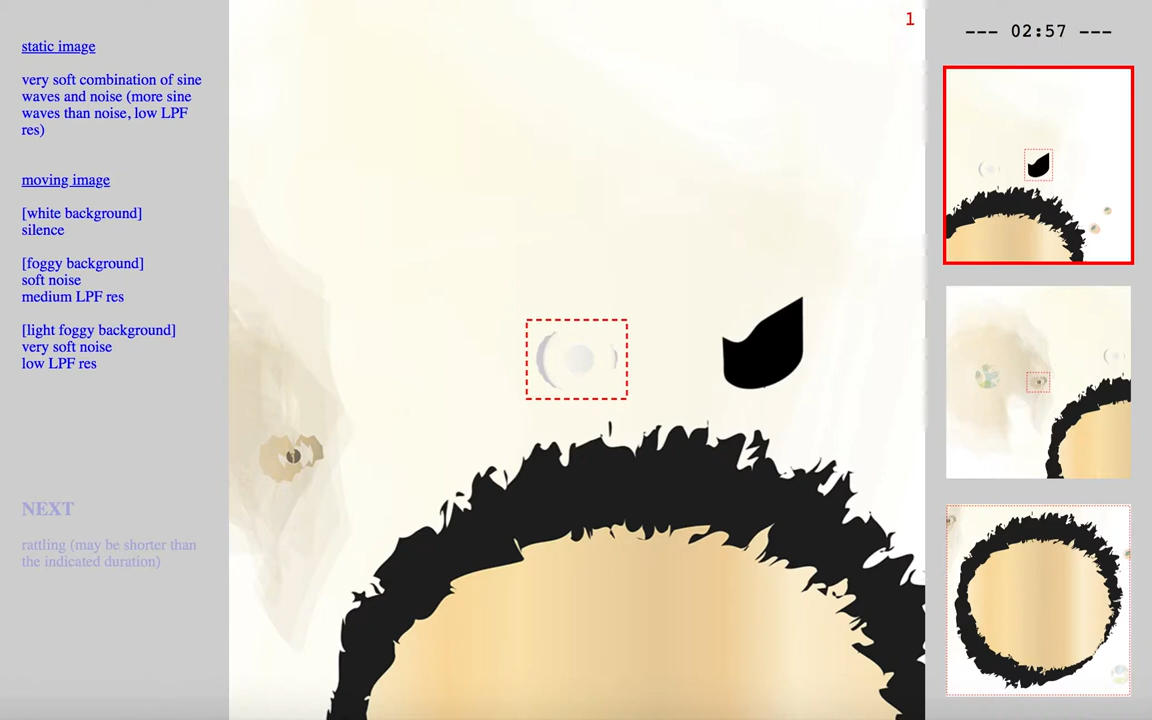 static image
very soft combination of sine
waves and noise (more sine
waves than noise, low LPF
res)
moving image
[white background]
silence
[foggy background]
soft noise
medium LPF res
[light foggy background]
very soft noise
low LPF res
NEXT
rattling (may be shorter than
the indicated duration)
1
--- 02:57 ---